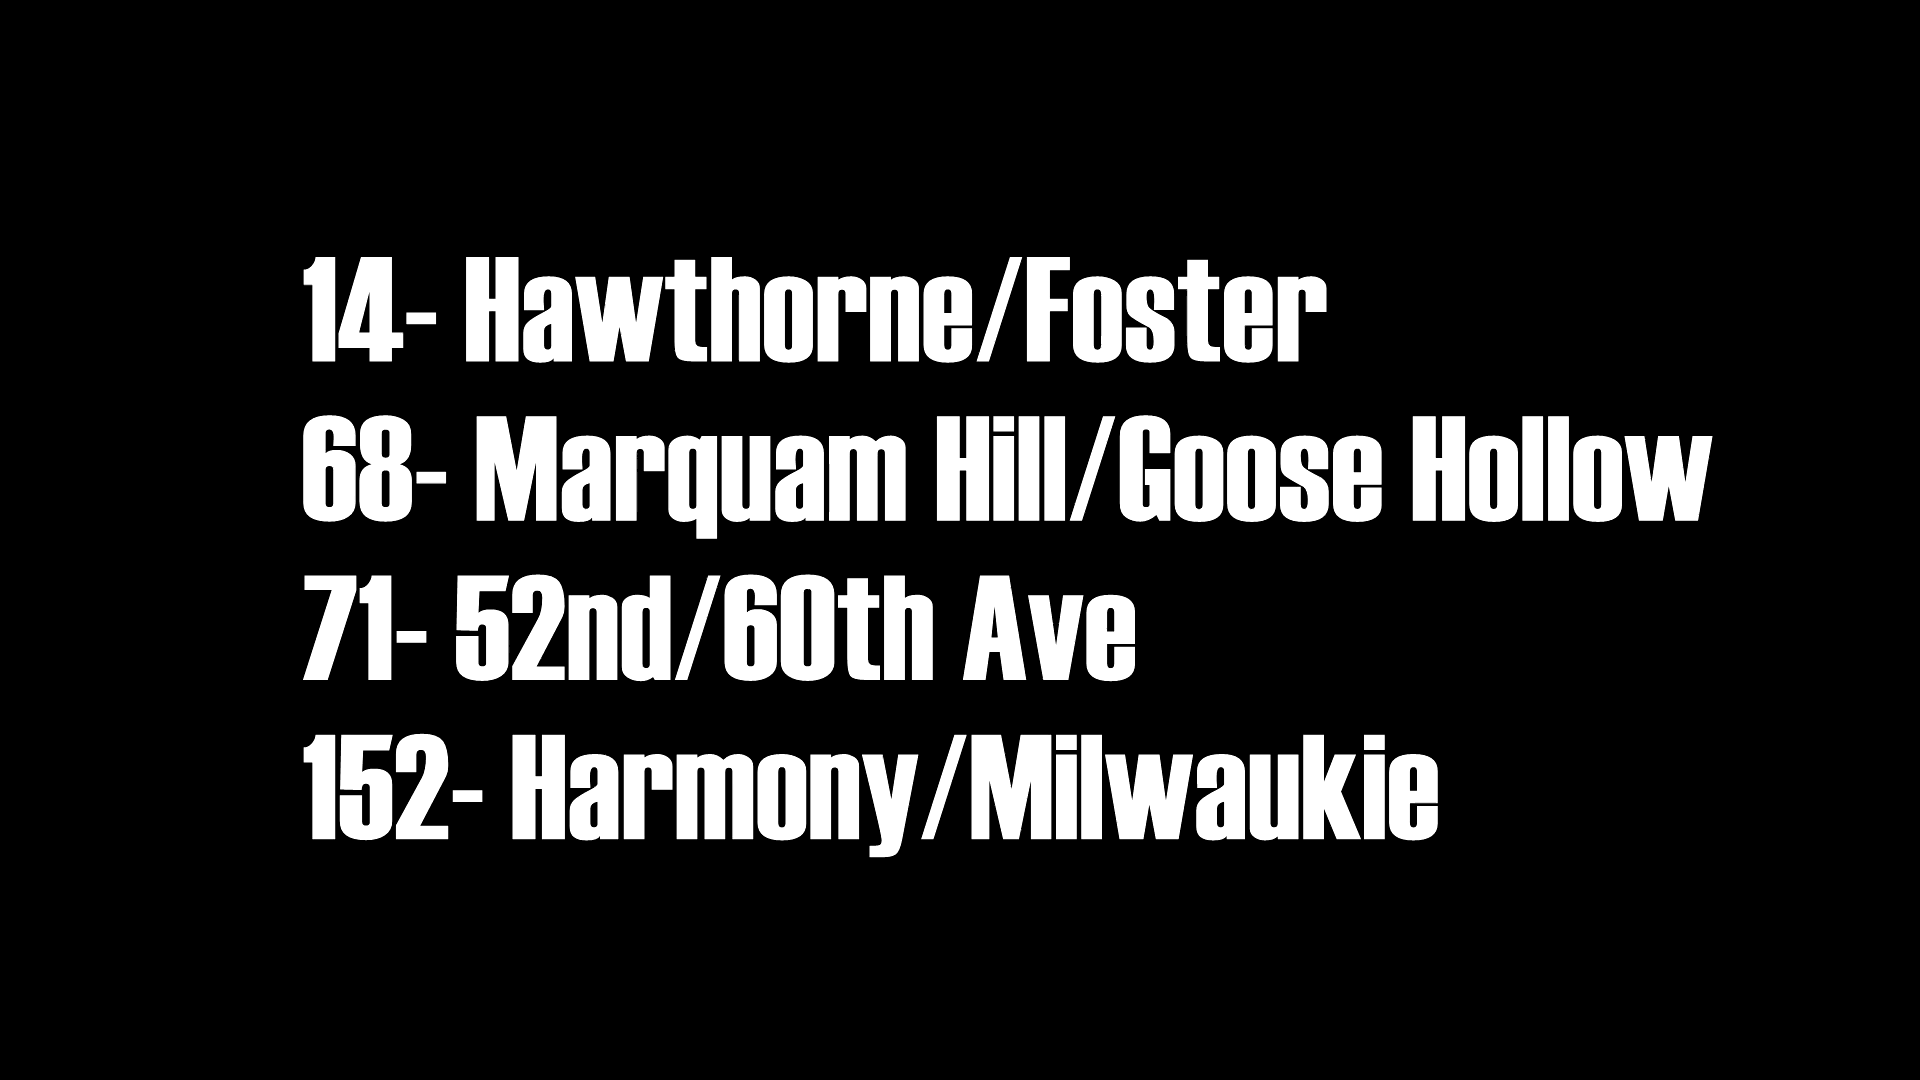 14- Hawthorne/Foster
68- Marquam Hill/Goose Hollow
71- 52nd/60th Ave
152- Harmony/Milwaukie